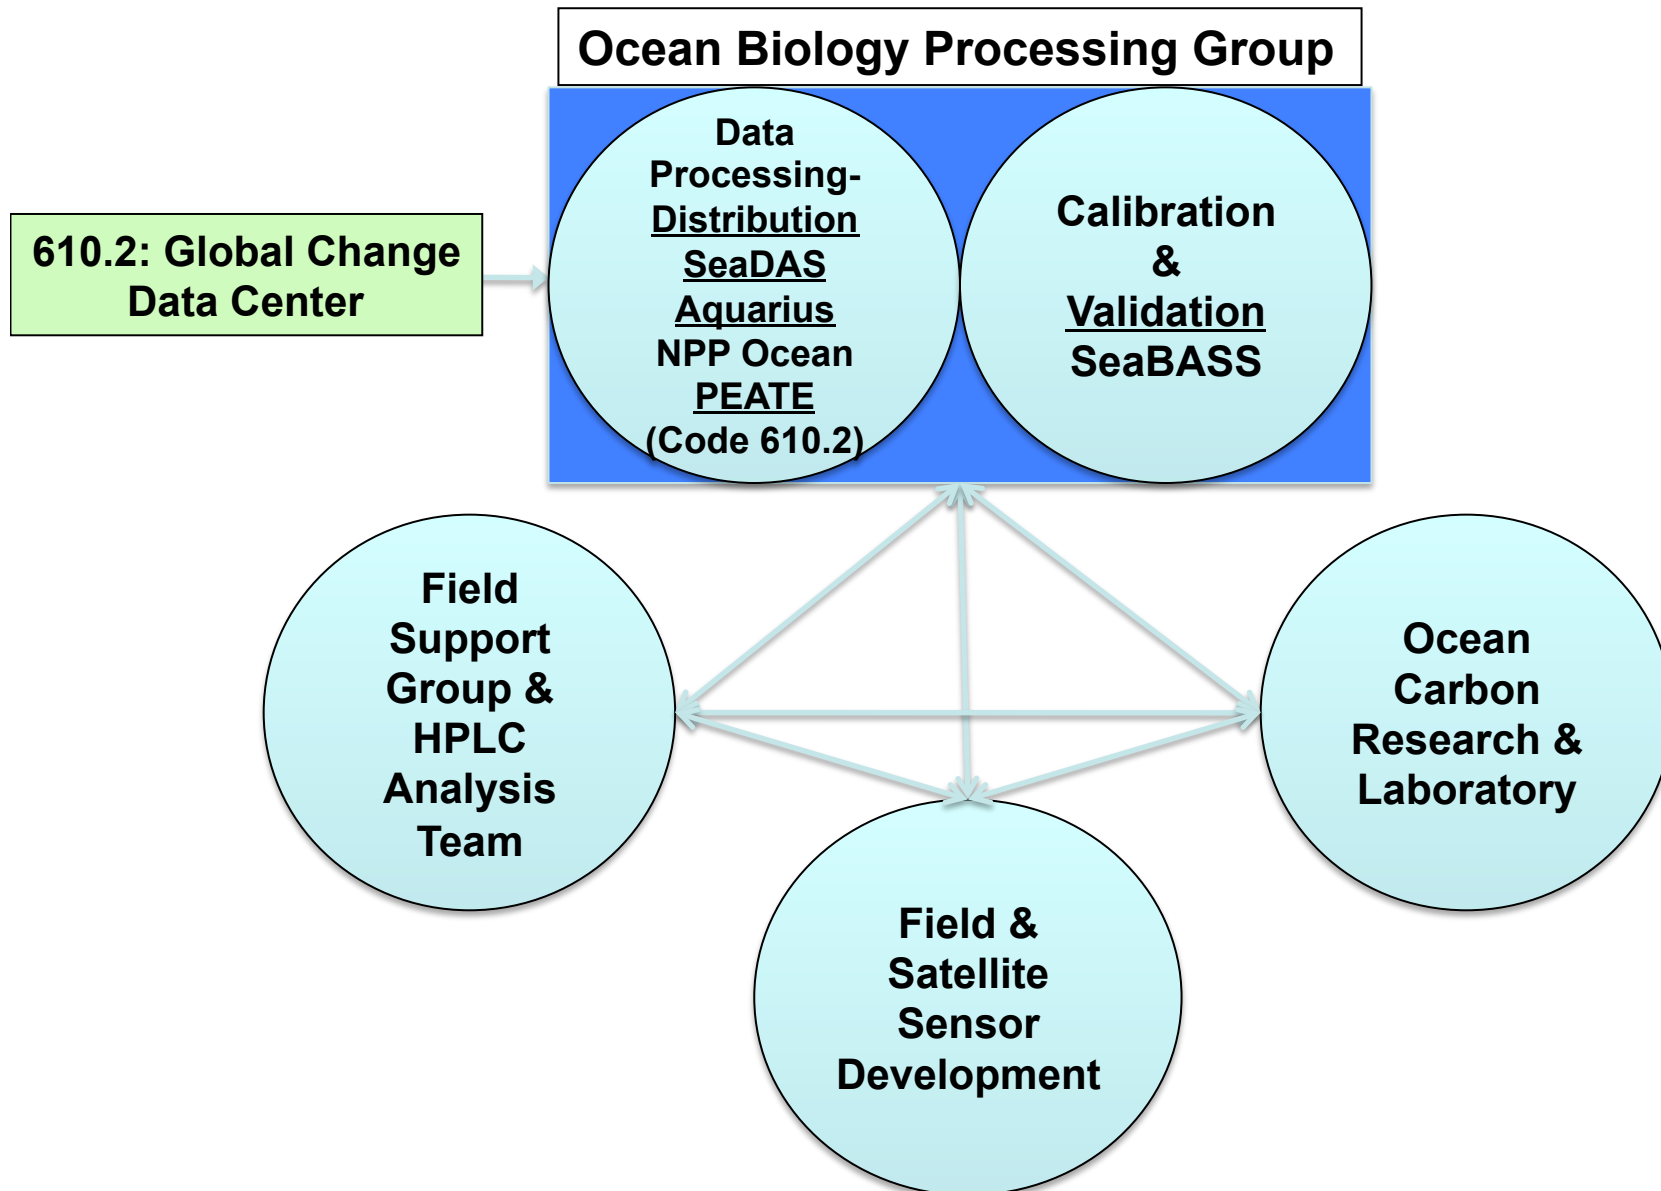 Ocean Biology Processing Group
Data
Processing-
Distribution
SeaDAS
Aquarius
NPP Ocean
PEATE
(Code 610.2)
Calibration
&
Validation
SeaBASS
610.2: Global Change
Data Center
Field
Support
Group &
HPLC
Analysis
Team
Ocean
Carbon
Research &
Laboratory
Field &
Satellite
Sensor
Development